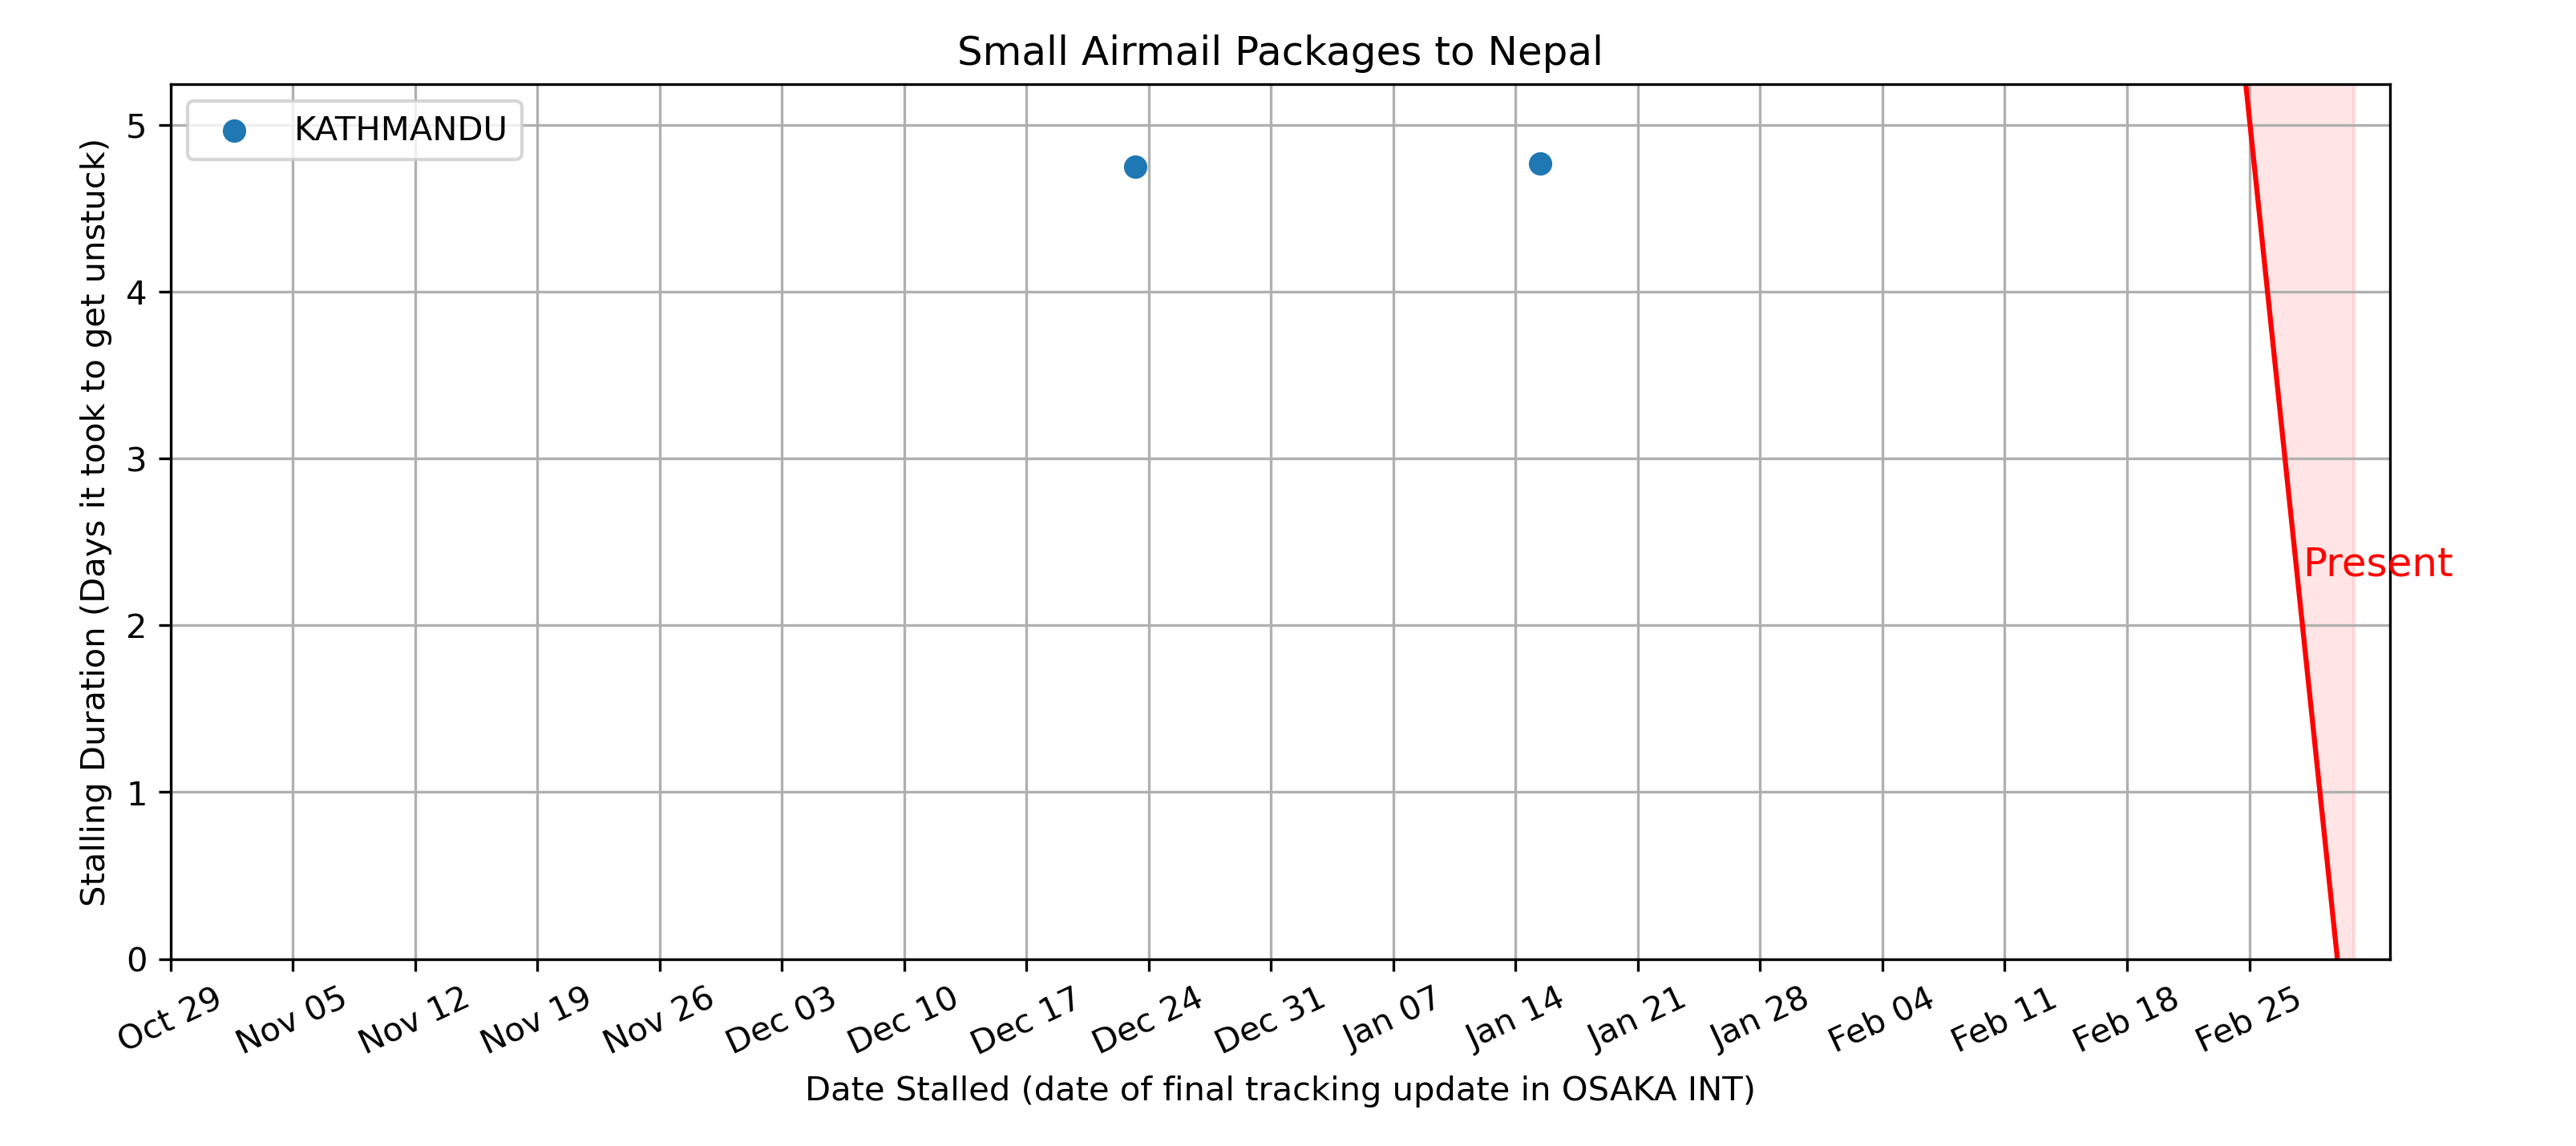 Small Airmail Packages to Nepal
KATHMANDU
Stalling Duration (Days it took to get unstuck)
5
4
3
2
1
0
Present
Oct 29
Nov 05
Nov 12
Nov 19
Nov 26
Dec 03
Dec 10
Dec 17
Dec 24
Dec 31
Jan 07
Jan 14
Jan 21
Jan 28
Feb 04
Feb 11
Feb 18
Feb 25
Date Stalled (date of final tracking update in OSAKA INT)